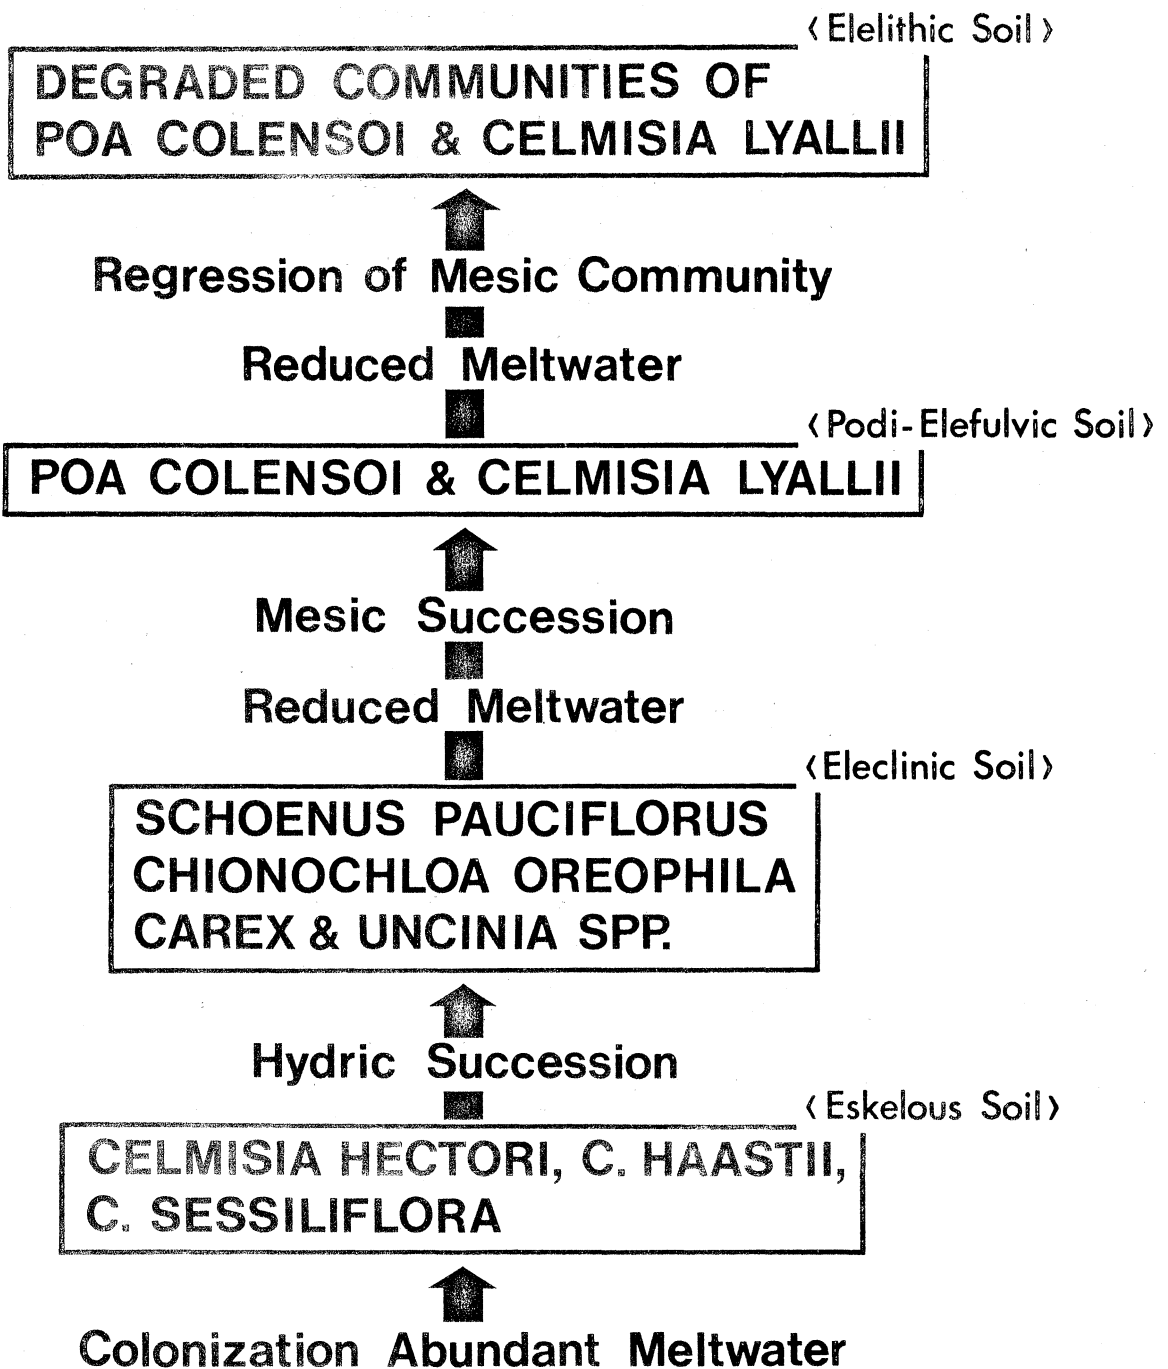 ‹Elelithic Soil›
DEGRADED COMMUNITIES OF
POA COLENSOI & CELMISIA LYALLII
Regression of Mesic Community
Reduced Meltwater
‹Podi-Elefulvic Soil›
POA COLENSOI & CELMISIA LYALLII
Mesic Succession
Reduced Meltwater
‹Eleclinic Soil›
SCHOENUS PAUCIFLORUS
CHIONOCHLOA OREOPHILA
CAREX & UNCINIA SPP.
Hydric Succession
‹Eskelous Soil›
CELMISIA HECTORI, C. HAASTII,
C. SESSILIFLORA
Colonization Abundant Meltwater